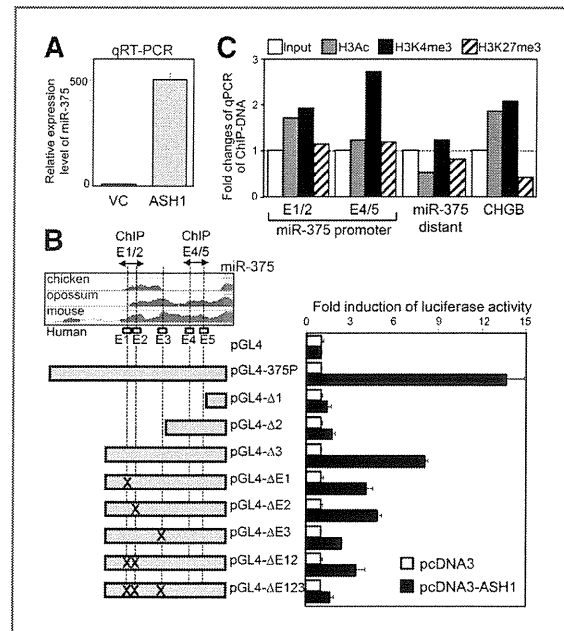 A
qRT-PCR
Relative expression
level of miR-375
500
0
VC ASH1
C
Input H3Ac H3K4me3 H3K27me3
Fold changes of qPCR
of ChIP-DNA
3
2
1
0
E1/2 E4/5 miR-375 CHGB
miR-375 promoter distant
B
ChIP ChIP
E1/2 E4/5
miR-375
chicken
opossum
mouse
Human
E1 E2 E3 E4 E5
Fold induction of luciferase activity
3 6 9 12 15
pGL4
pGL4-375P
pGL4-Δ1
pGL4-Δ2
pGL4-Δ3
pGL4-ΔE1
pGL4-ΔE2
pGL4-ΔE3
pGL4-ΔE12
pGL4-ΔE123
X
X
X
XX
XX X
pcDNA3
pcDNA3-ASH1